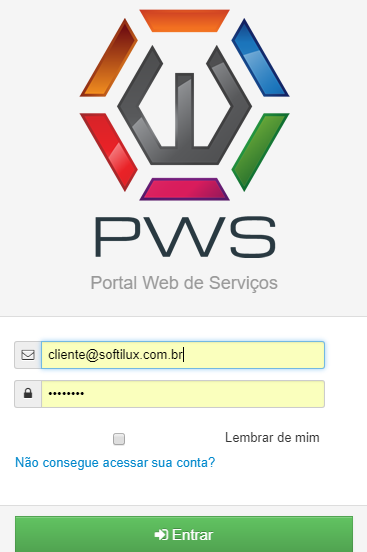 PWS
Portal Web de Serviços
cliente@softilux.com.br
••••••••
Lembrar de mim
Não consegue acessar sua conta?
Entrar